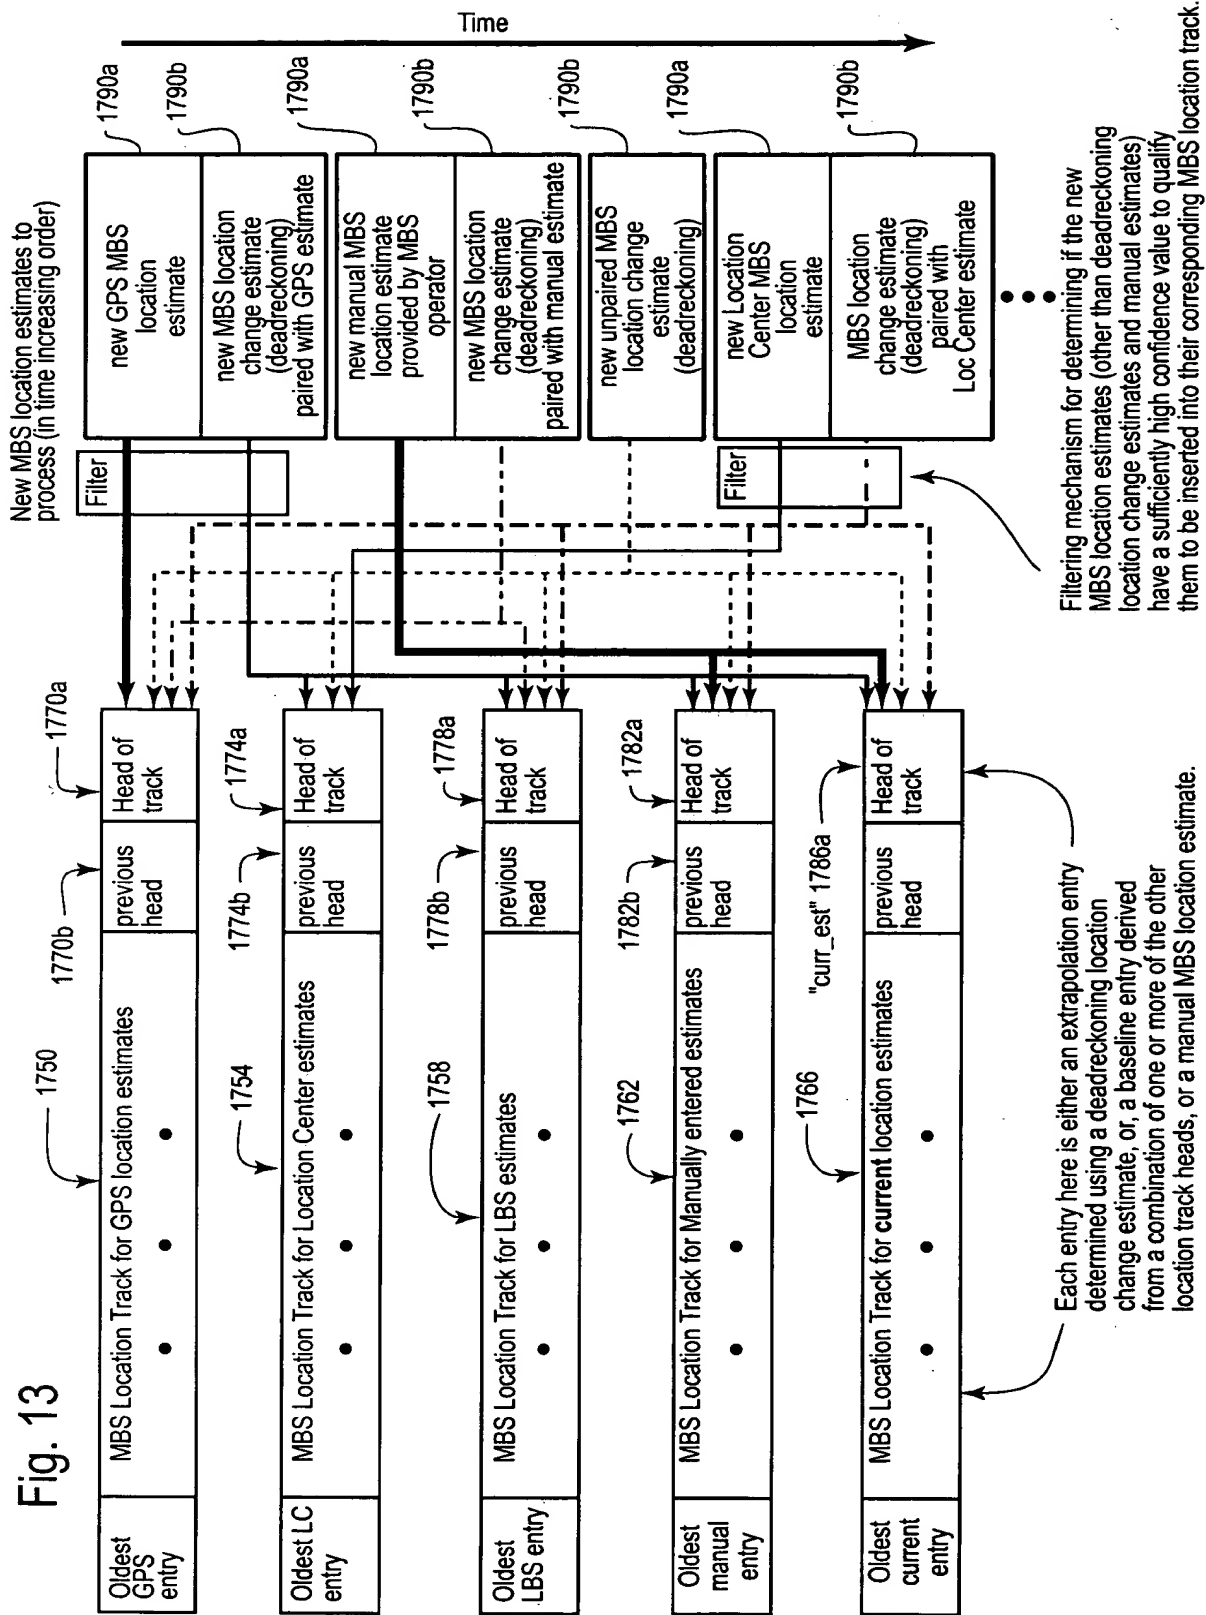 Fig. 13
New MBS location estimates to
process (in time increasing order)
Time
new GPS MBS
location
estimate
1790a
new MBS location
change estimate
(deadreckoning)
paired with GPS estimate
1790b
new manual MBS
location estimate
provided by MBS
operator
1790a
new MBS location
change estimate
(deadreckoning)
paired with manual estimate
1790b
new unpaired MBS
location change
estimate
(deadreckoning)
1790b
new Location
Center MBS
location
estimate
1790a
MBS location
change estimate
(deadreckoning)
paired with
Loc Center estimate
1790b
Filter
Filter
Filtering mechanism for determining if the new
MBS location estimates (other than deadreckoning
location change estimates and manual estimates)
have a sufficiently high confidence value to qualify
them to be inserted into their corresponding MBS location track.
1750
1770b
1770a
Oldest
GPS
entry
MBS Location Track for GPS location estimates
previous
head
Head of
track
1754
1774b
1774a
Oldest LC
entry
MBS Location Track for Location Center estimates
previous
head
Head of
track
1758
1778b
1778a
Oldest
LBS entry
MBS Location Track for LBS estimates
previous
head
Head of
track
1762
1782b
1782a
Oldest
manual
entry
MBS Location Track for Manually entered estimates
previous
head
Head of
track
1766
"curr_est" 1786a
Oldest
current
entry
MBS Location Track for current location estimates
previous
head
Head of
track
Each entry here is either an extrapolation entry
determined using a deadreckoning location
change estimate, or, a baseline entry derived
from a combination of one or more of the other
location track heads, or a manual MBS location estimate.